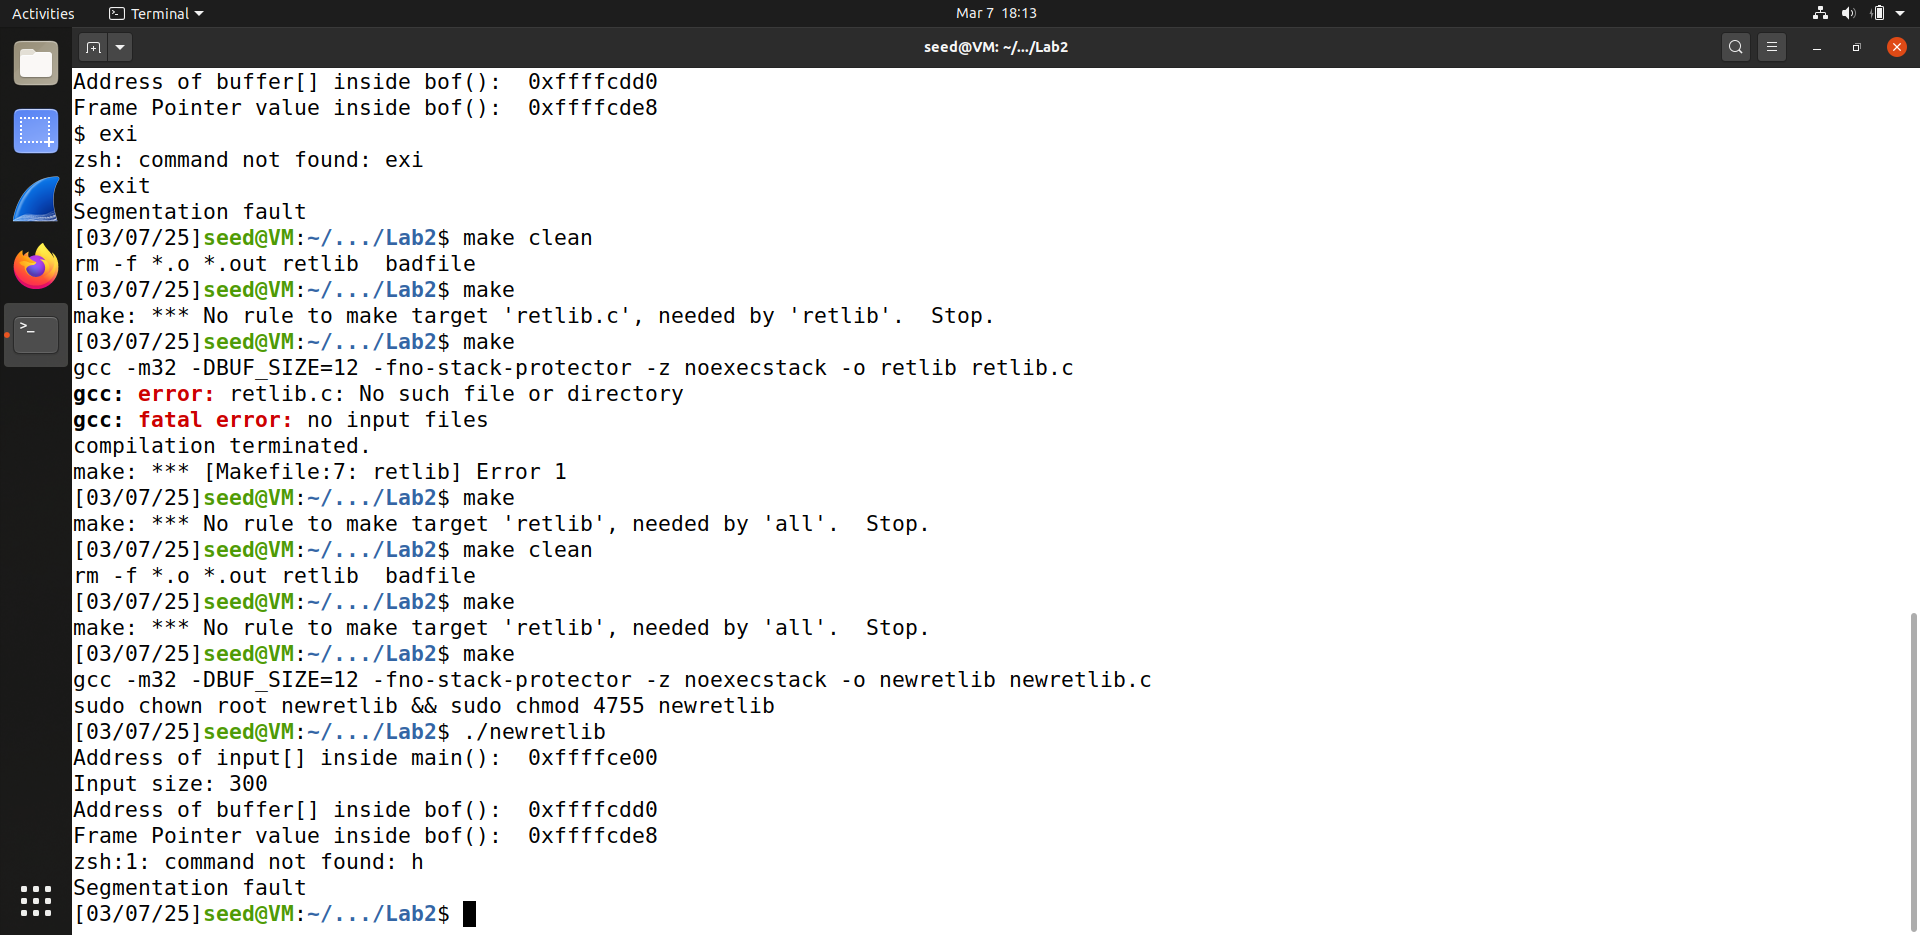 Activities
Terminal
Mar 7 18:13
seed@VM: ~/.../Lab2
Address of buffer[] inside bof():  0xffffcdd0
Frame Pointer value inside bof():  0xffffcde8
$ exi
zsh: command not found: exi
$ exit
Segmentation fault
[03/07/25]seed@VM:~/.../Lab2$ make clean
rm -f *.o *.out retlib  badfile
[03/07/25]seed@VM:~/.../Lab2$ make
make: *** No rule to make target 'retlib.c', needed by 'retlib'.  Stop.
[03/07/25]seed@VM:~/.../Lab2$ make
gcc -m32 -DBUF_SIZE=12 -fno-stack-protector -z noexecstack -o retlib retlib.c
gcc: error: retlib.c: No such file or directory
gcc: fatal error: no input files
compilation terminated.
make: *** [Makefile:7: retlib] Error 1
[03/07/25]seed@VM:~/.../Lab2$ make
make: *** No rule to make target 'retlib', needed by 'all'.  Stop.
[03/07/25]seed@VM:~/.../Lab2$ make clean
rm -f *.o *.out retlib  badfile
[03/07/25]seed@VM:~/.../Lab2$ make
make: *** No rule to make target 'retlib', needed by 'all'.  Stop.
[03/07/25]seed@VM:~/.../Lab2$ make
gcc -m32 -DBUF_SIZE=12 -fno-stack-protector -z noexecstack -o newretlib newretlib.c
sudo chown root newretlib && sudo chmod 4755 newretlib
[03/07/25]seed@VM:~/.../Lab2$ ./newretlib
Address of input[] inside main():  0xffffce00
Input size: 300
Address of buffer[] inside bof():  0xffffcdd0
Frame Pointer value inside bof():  0xffffcde8
zsh:1: command not found: h
Segmentation fault
[03/07/25]seed@VM:~/.../Lab2$